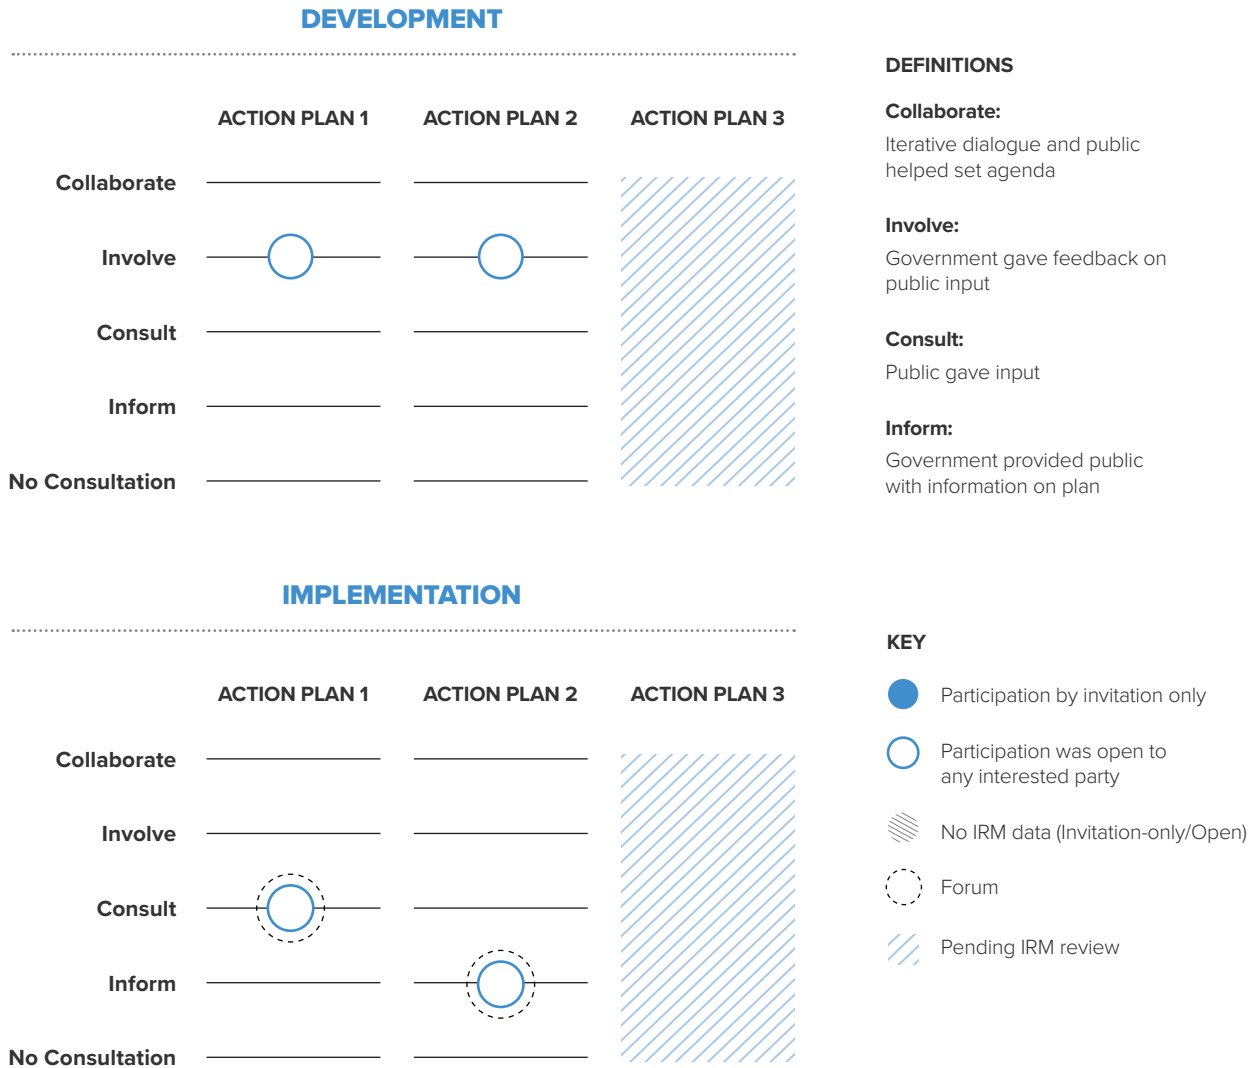 DEVELOPMENT
ACTION PLAN 1
ACTION PLAN 2
ACTION PLAN 3
Collaborate
Involve
Consult
Inform
No Consultation
DEFINITIONS
Collaborate:
Iterative dialogue and public
helped set agenda
Involve:
Government gave feedback on
public input
Consult:
Public gave input
Inform:
Government provided public
with information on plan
IMPLEMENTATION
ACTION PLAN 1
ACTION PLAN 2
ACTION PLAN 3
Collaborate
Involve
Consult
Inform
No Consultation
KEY
Participation by invitation only
Participation was open to
any interested party
No IRM data (Invitation-only/Open)
Forum
Pending IRM review